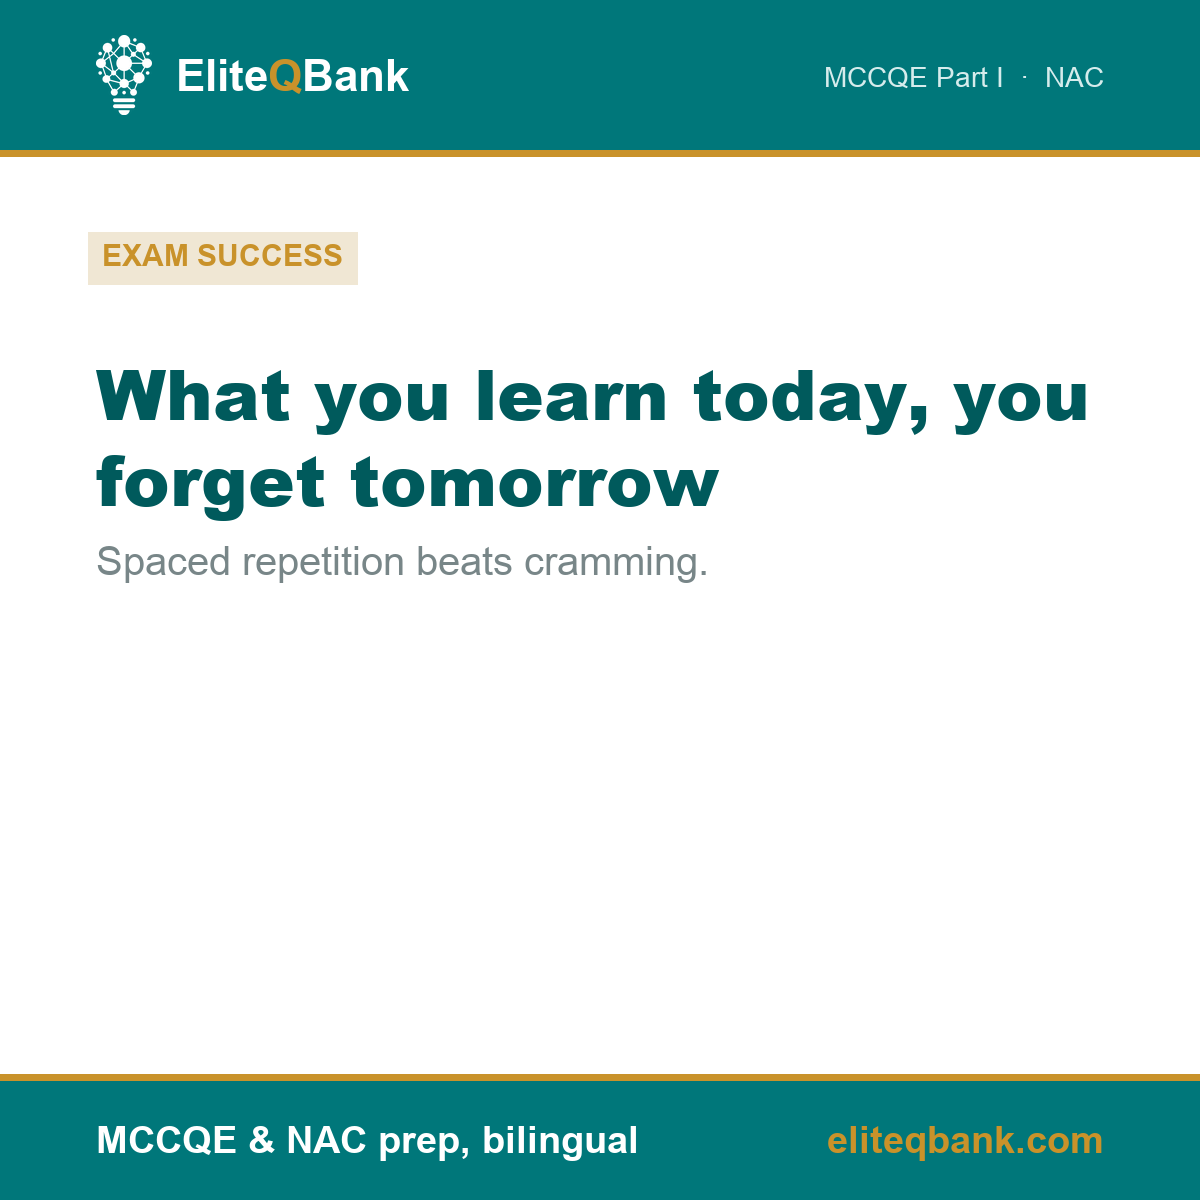 EliteQBank
MCCQE Part I · NAC
EXAM SUCCESS
What you learn today, you
forget tomorrow
Spaced repetition beats cramming.
MCCQE & NAC prep, bilingual
eliteqbank.com